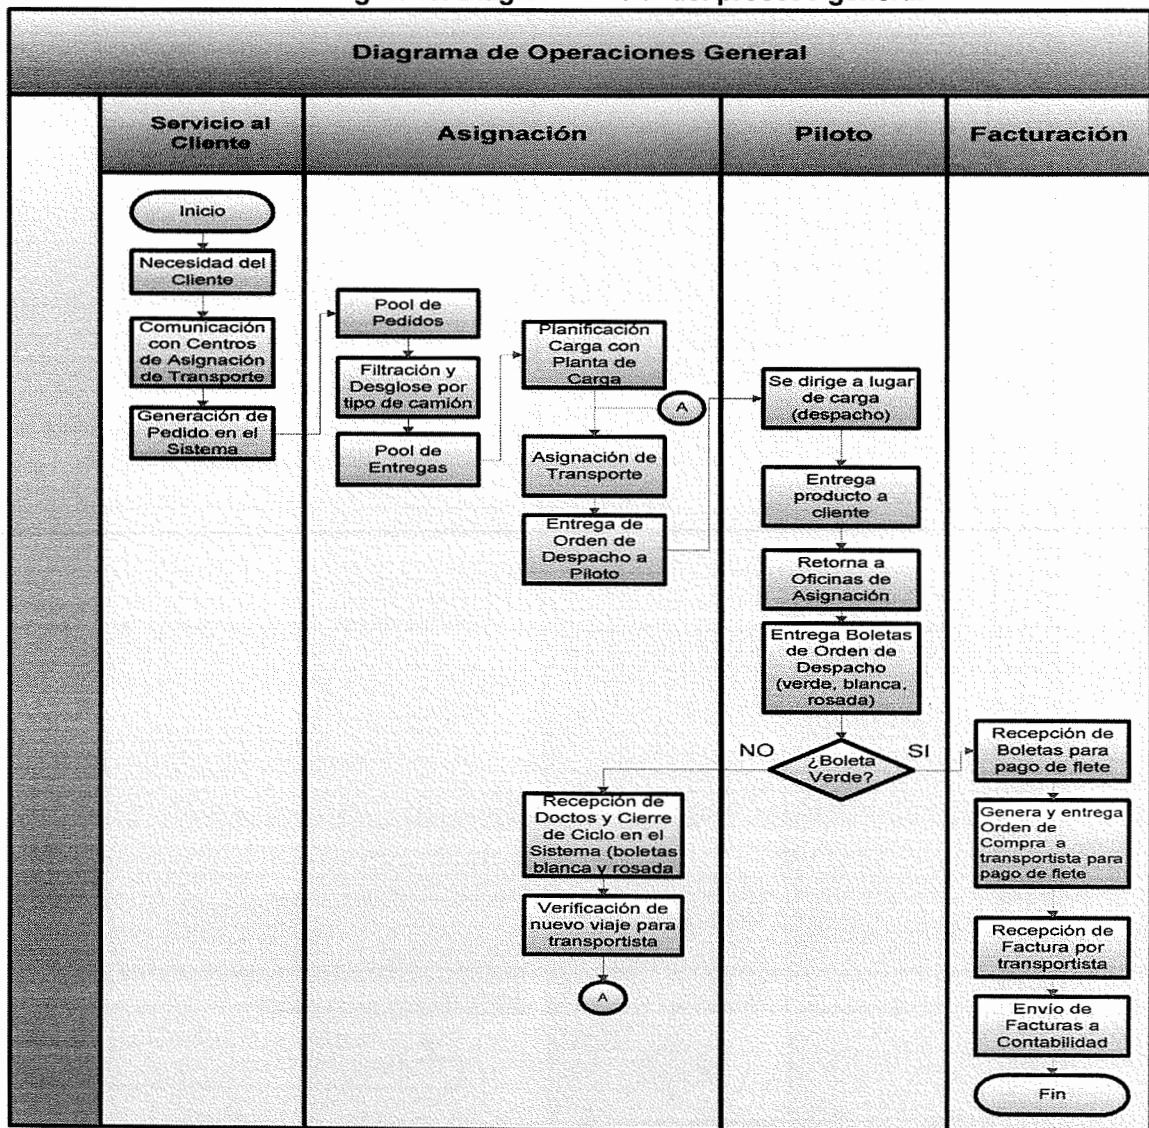 Diagrama de Operaciones General
Servicio al
Cliente
Asignación
Piloto
Facturación
Inicio
Necesidad del
Cliente
Comunicación
con Centros
de Asignación
de Transporte
Generación de
Pedido en el
Sistema
Pool de
Pedidos
Filtración y
Desglose por
tipo de camión
Pool de
Entregas
Planificación
Carga con
Planta de
Carga
A
Asignación de
Transporte
Entrega de
Orden de
Despacho a
Piloto
Se dirige a lugar
de carga
(despacho)
Entrega
producto a
cliente
Retorna a
Oficinas de
Asignación
Entrega Boletas
de Orden de
Despacho
(verde, blanca,
rosada)
NO
¿Boleta
Verde?
SI
Recepción de
Doctos y Cierre
de Ciclo en el
Sistema (boletas
blanca y rosada
Verificación de
nuevo viaje para
transportista
A
Recepción de
Boletas para
pago de flete
Genera y entrega
Orden de
Compra a
transportista para
pago de flete
Recepción de
Factura por
transportista
Envío de
Facturas a
Contabilidad
Fin